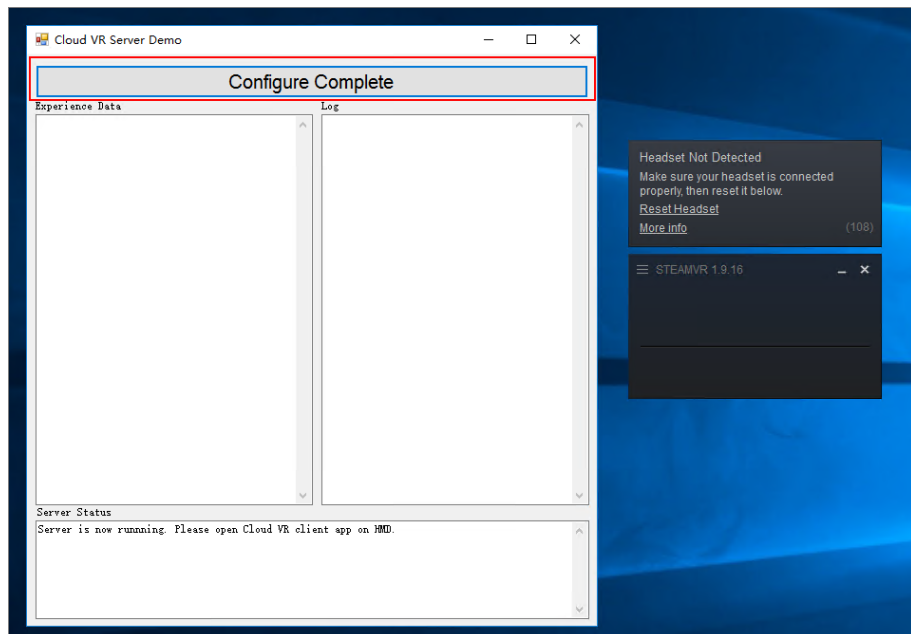 Cloud VR Server Demo
Configure Complete
Experience Data
Log
Server Status
Server is now runnning. Please open Cloud VR client app on HMD.
Headset Not Detected
Make sure your headset is connected
properly, then reset it below.
Reset Headset
More info
(108)
STEAMVR 1.9.16